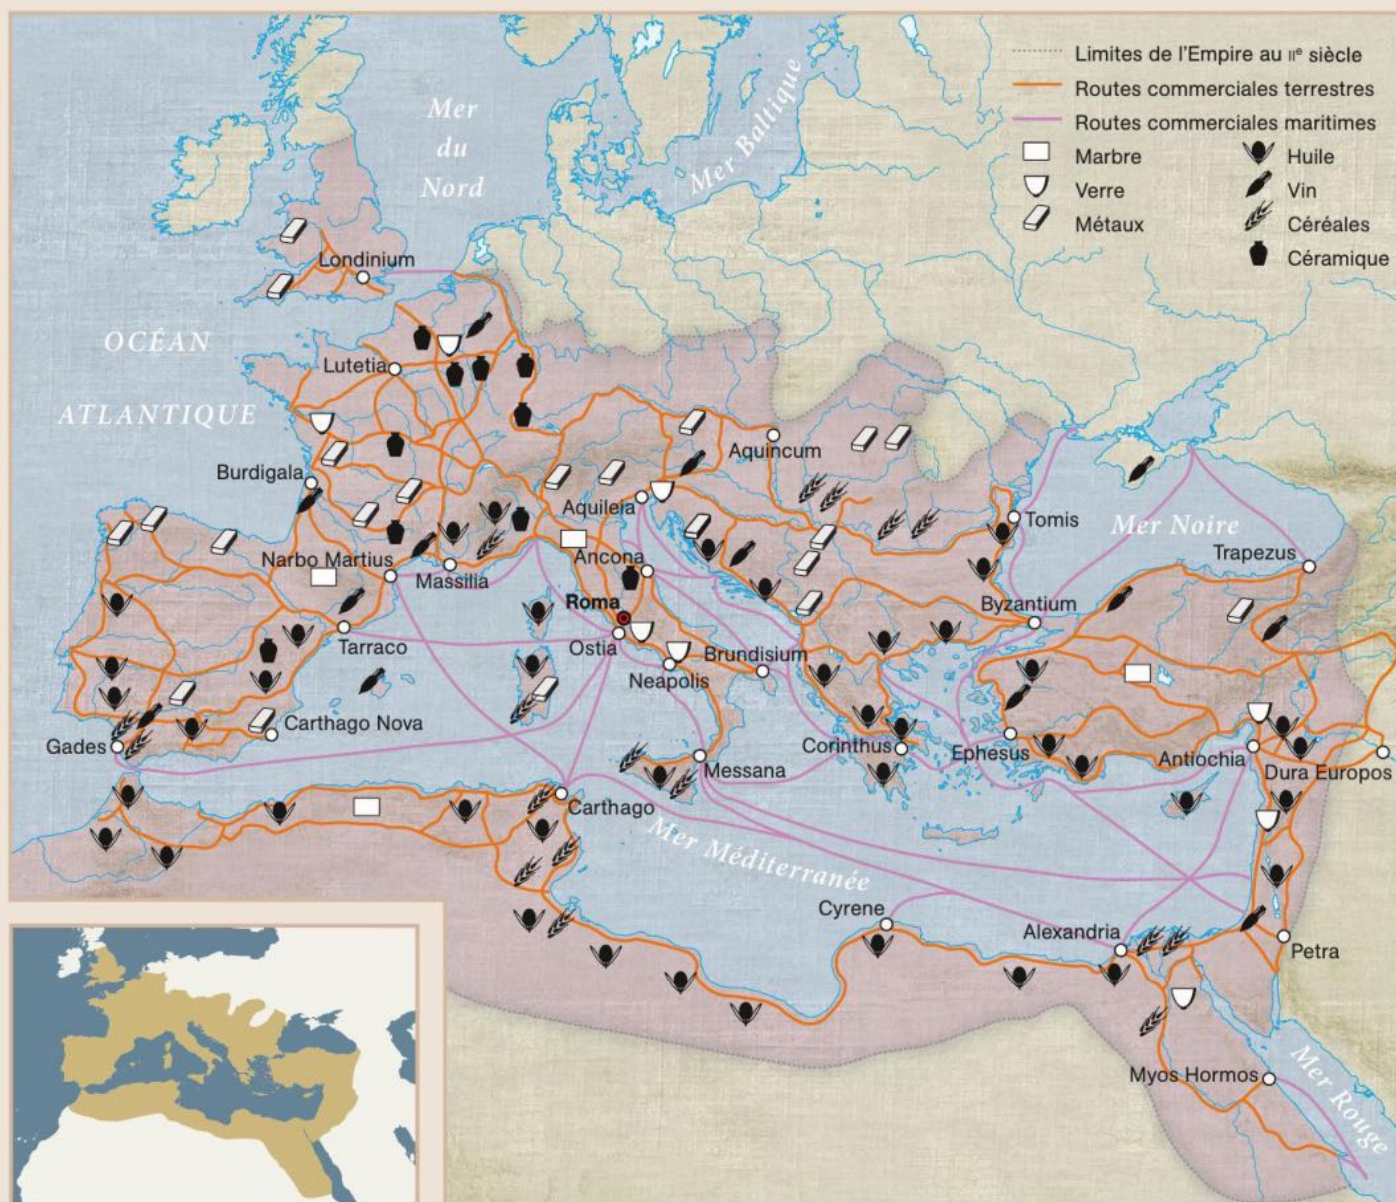 Limites de l'Empire au IIe siècle
Routes commerciales terrestres
Routes commerciales maritimes
Marbre
Verre
Métaux
Huile
Vin
Céréales
Céramique
Mer
du
Nord
Mer Baltique
OCÉAN
ATLANTIQUE
Londinium
Lutetia
Burdigala
Aquincum
Aquileia
Tomis
Mer Noire
Trapezus
Narbo Martius
Massilia
Ancona
Roma
Ostia
Byzantium
Tarraco
Neapolis
Brundisium
Carthago Nova
Gades
Messana
Corinthus
Ephesus
Antiochia
Dura Europos
Carthago
Mer Méditerranée
Cyrene
Alexandria
Petra
Myos Hormos
Mer Rouge